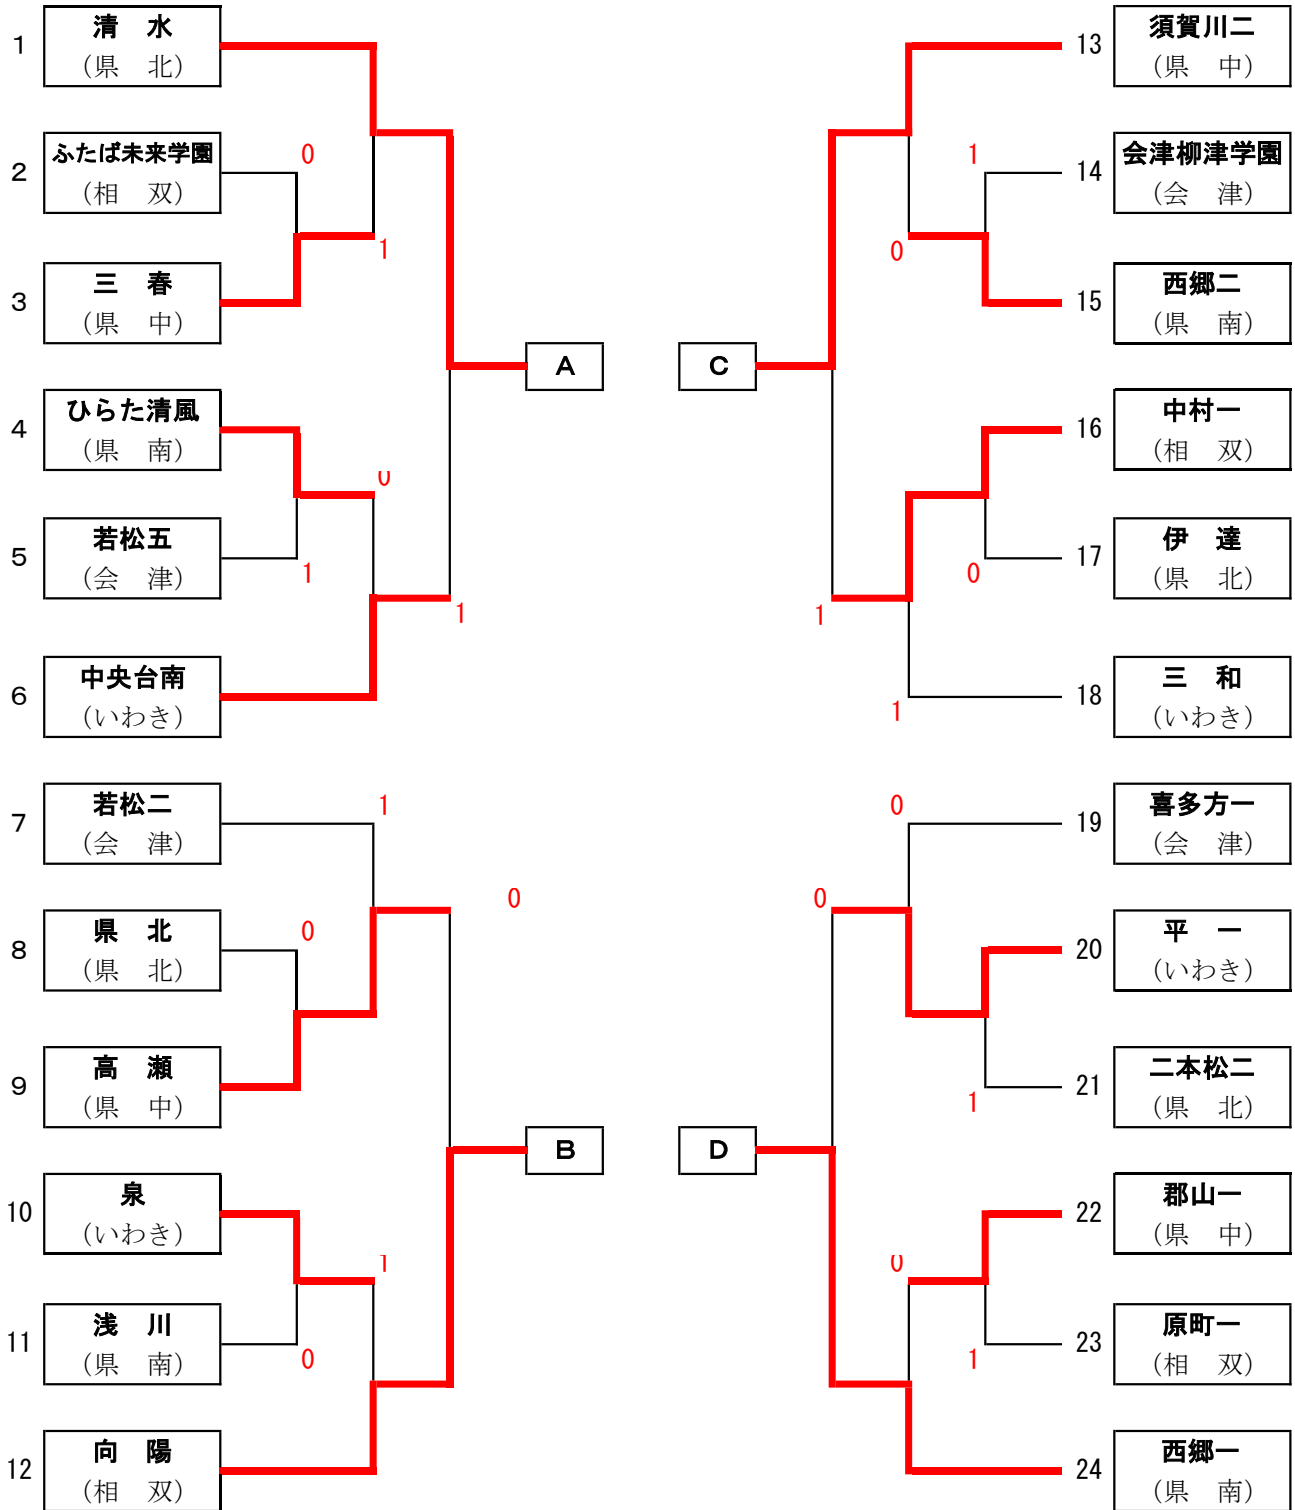 1
清 水
(県 北)
2
ふたば未来学園
(相 双)
0
3
三 春
(県 中)
1
A
4
ひらた清風
(県 南)
0
5
若松五
(会 津)
1
1
6
中央台南
(いわき)
7
若松二
(会 津)
1
0
8
県 北
(県 北)
0
9
高 瀬
(県 中)
B
10
泉
(いわき)
1
11
浅 川
(県 南)
0
12
向 陽
(相 双)
13
須賀川二
(県 中)
1
14
会津柳津学園
(会 津)
0
15
西郷二
(県 南)
C
16
中村一
(相 双)
17
伊 達
(県 北)
0
1
18
三 和
(いわき)
1
0
19
喜多方一
(会 津)
0
20
平 一
(いわき)
21
二本松二
(県 北)
1
D
22
郡山一
(県 中)
0
23
原町一
(相 双)
1
24
西郷一
(県 南)